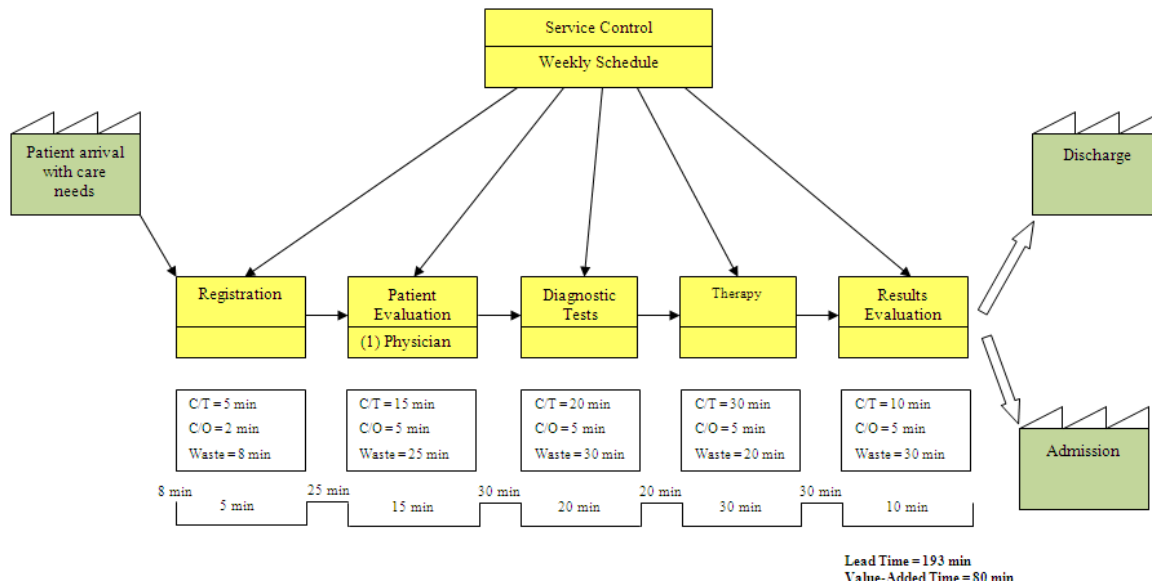 Service Control
Weekly Schedule
Patient arrival
with care
needs
Discharge
Registration
Patient
Evaluation
(1) Physician
Diagnostic
Tests
Therapy
Results
Evaluation
Admission
C/T = 5 min
C/O = 2 min
Waste = 8 min
C/T = 15 min
C/O = 5 min
Waste = 25 min
C/T = 20 min
C/O = 5 min
Waste = 30 min
C/T = 30 min
C/O = 5 min
Waste = 20 min
C/T = 10 min
C/O = 5 min
Waste = 30 min
8 min
5 min
25 min
15 min
30 min
20 min
20 min
30 min
30 min
10 min
Lead Time = 193 min
Value-Added Time = 80 min